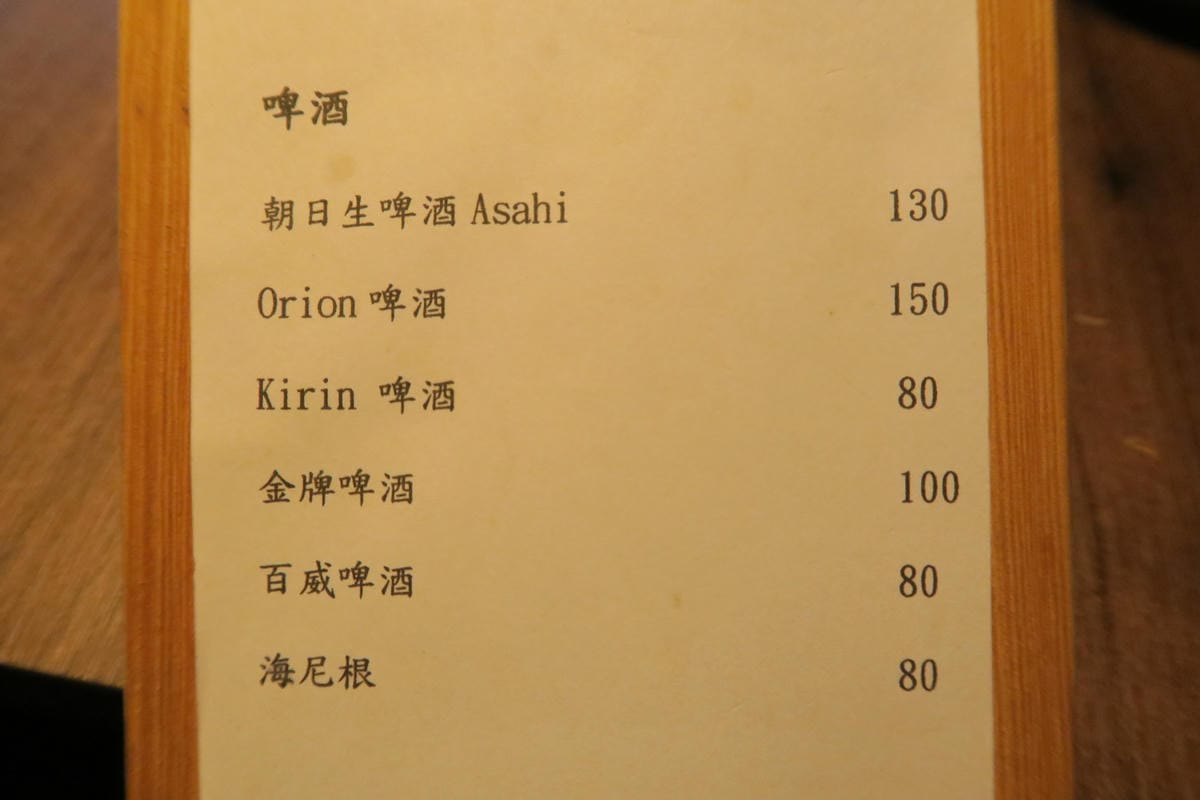 啤酒
朝日生啤酒 Asahi 130
Orion 啤酒 150
Kirin 啤酒 80
金牌啤酒 100
百威啤酒 80
海尼根 80